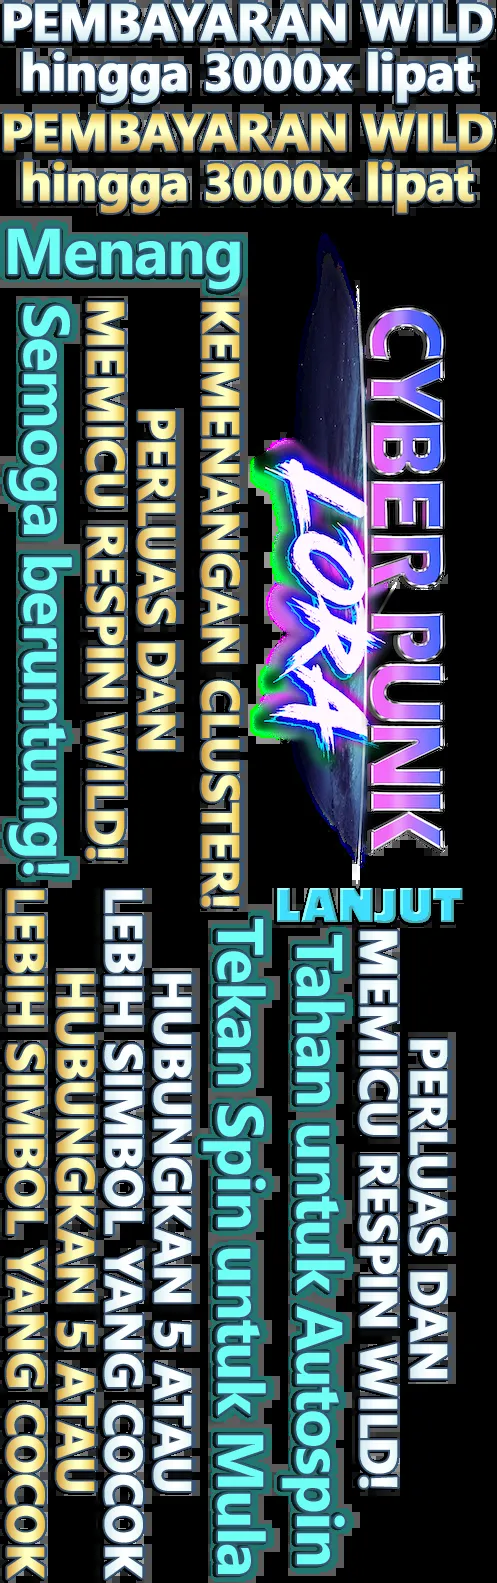 PEMBAYARAN WILD
hingga 3000x lipat
PEMBAYARAN WILD
hingga 3000x lipat
Menang
CYBER PUNK
LORA
KEMENANGAN CLUSTER!
PERLUAS DAN
MEMICU RESPIN WILD!
Semoga beruntung!
LANJUT
PERLUAS DAN
MEMICU RESPIN WILD!
Tahan untuk Autospin
Tekan Spin untuk Mula
HUBUNGKAN 5 ATAU
LEBIH SIMBOL YANG COCOK
HUBUNGKAN 5 ATAU
LEBIH SIMBOL YANG COCOK